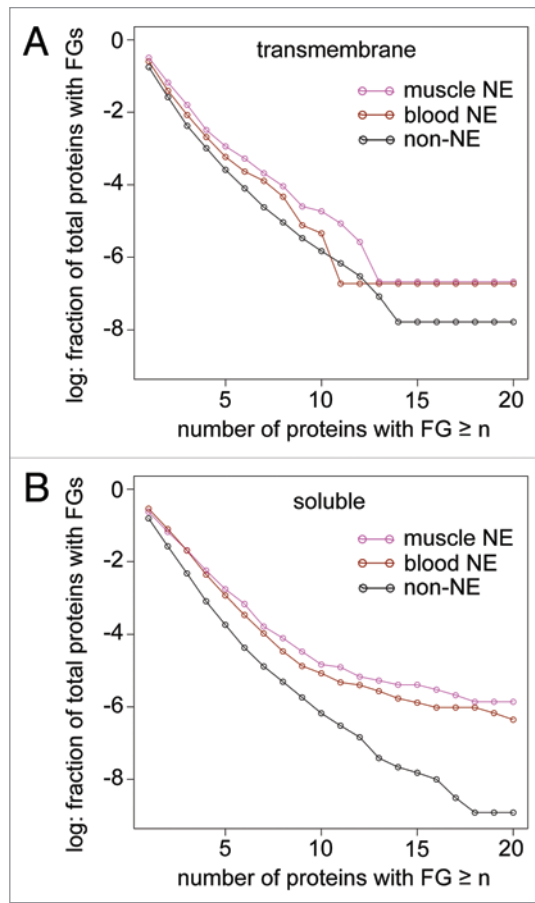 A
transmembrane
muscle NE
blood NE
non-NE
log: fraction of total proteins with FGs
0
-2
-4
-6
-8
5
10
15
20
number of proteins with FG ≥ n
B
soluble
muscle NE
blood NE
non-NE
log: fraction of total proteins with FGs
0
-2
-4
-6
-8
5
10
15
20
number of proteins with FG ≥ n